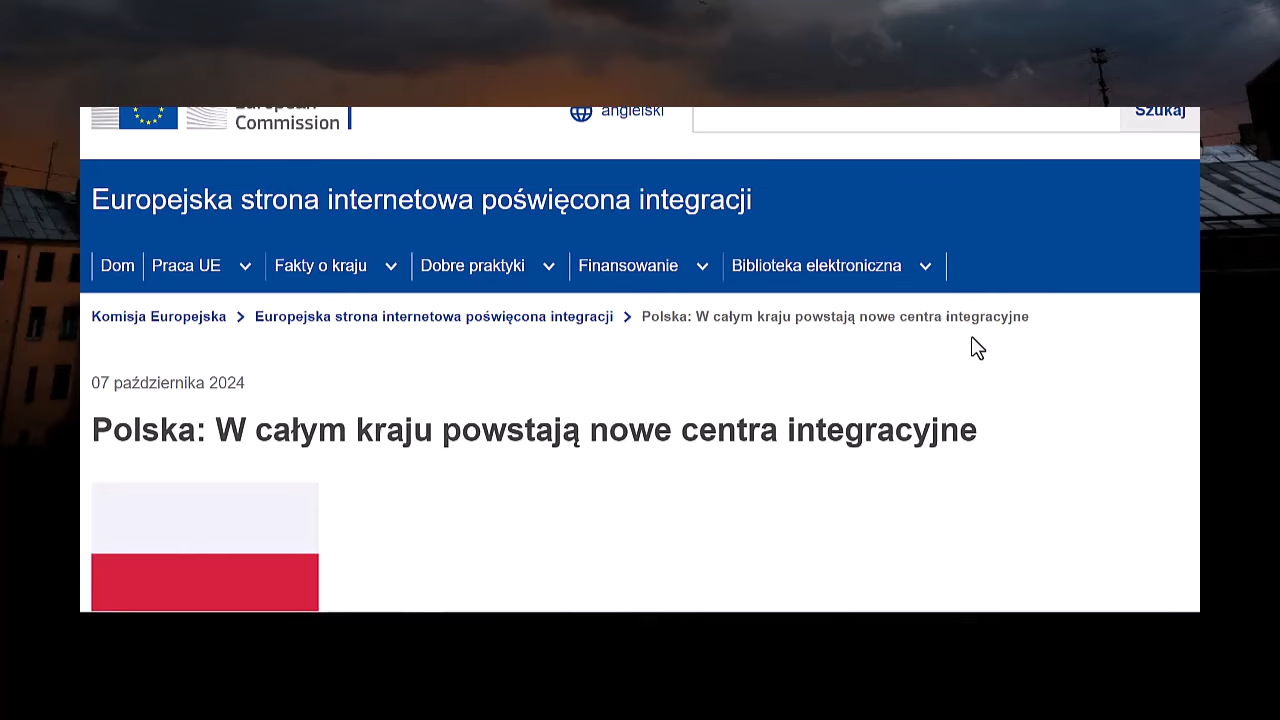 European
Commission
angielski
Szukaj
Europejska strona internetowa poświęcona integracji
Dom Praca UE Fakty o kraju Dobre praktyki Finansowanie Biblioteka elektroniczna
Komisja Europejska > Europejska strona internetowa poświęcona integracji > Polska: W całym kraju powstają nowe centra integracyjne
07 października 2024
Polska: W całym kraju powstają nowe centra integracyjne